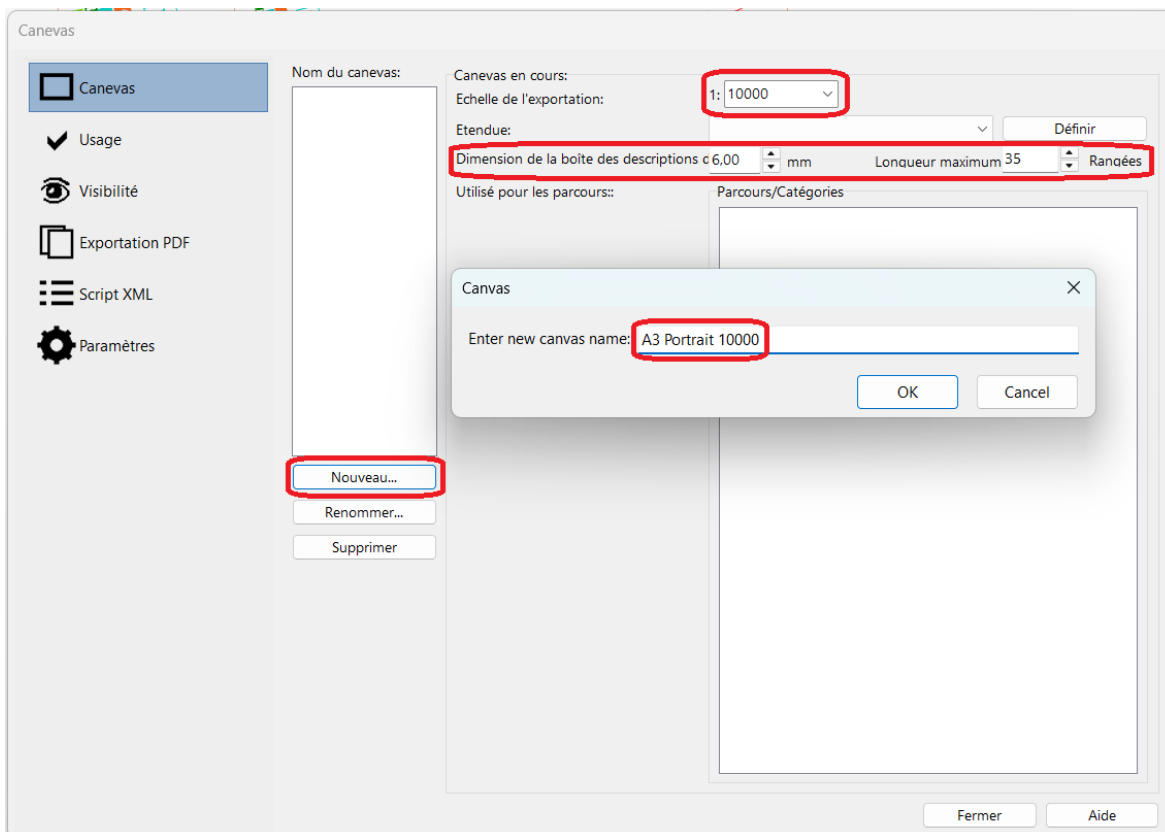 Canevas
Canevas
Usage
Visibilité
Exportation PDF
Script XML
Paramètres
Nom du canevas:
Nouveau...
Renommer...
Supprimer
Canevas en cours:
Echelle de l'exportation: 1: 10000
Etendue: Définir
Dimension de la boîte des descriptions d 6,00 mm Longueur maximum 35 Rangées
Utilisé pour les parcours:: Parcours/Catégories
Canvas
Enter new canvas name: A3 Portrait 10000
OK Cancel
Fermer Aide